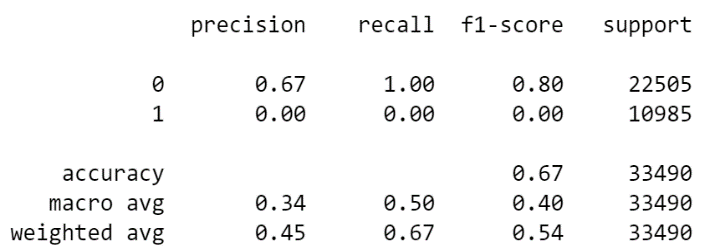 precision recall f1-score support
0 0.67 1.00 0.80 22505
1 0.00 0.00 0.00 10985
accuracy 0.67 33490
macro avg 0.34 0.50 0.40 33490
weighted avg 0.45 0.67 0.54 33490